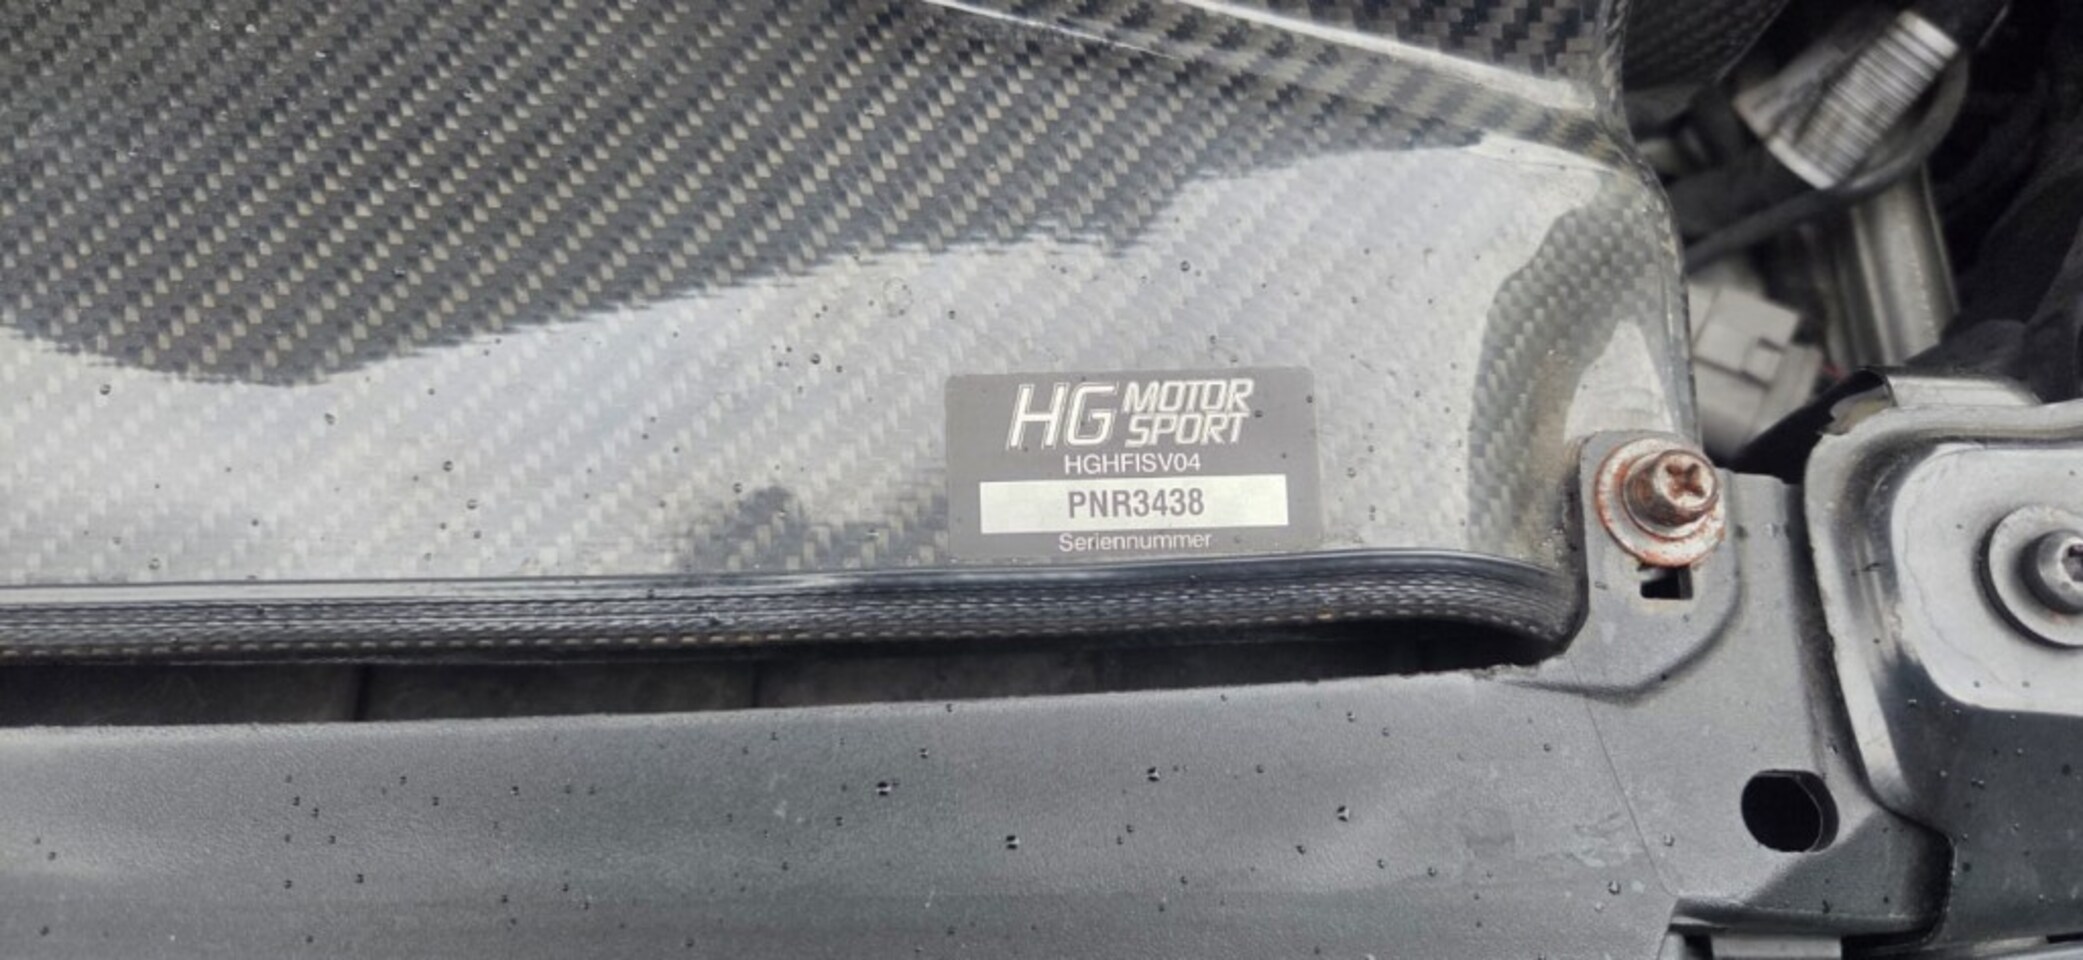 HG MOTOR
SPORT
HGHFISV04
PNR3438
Seriennummer